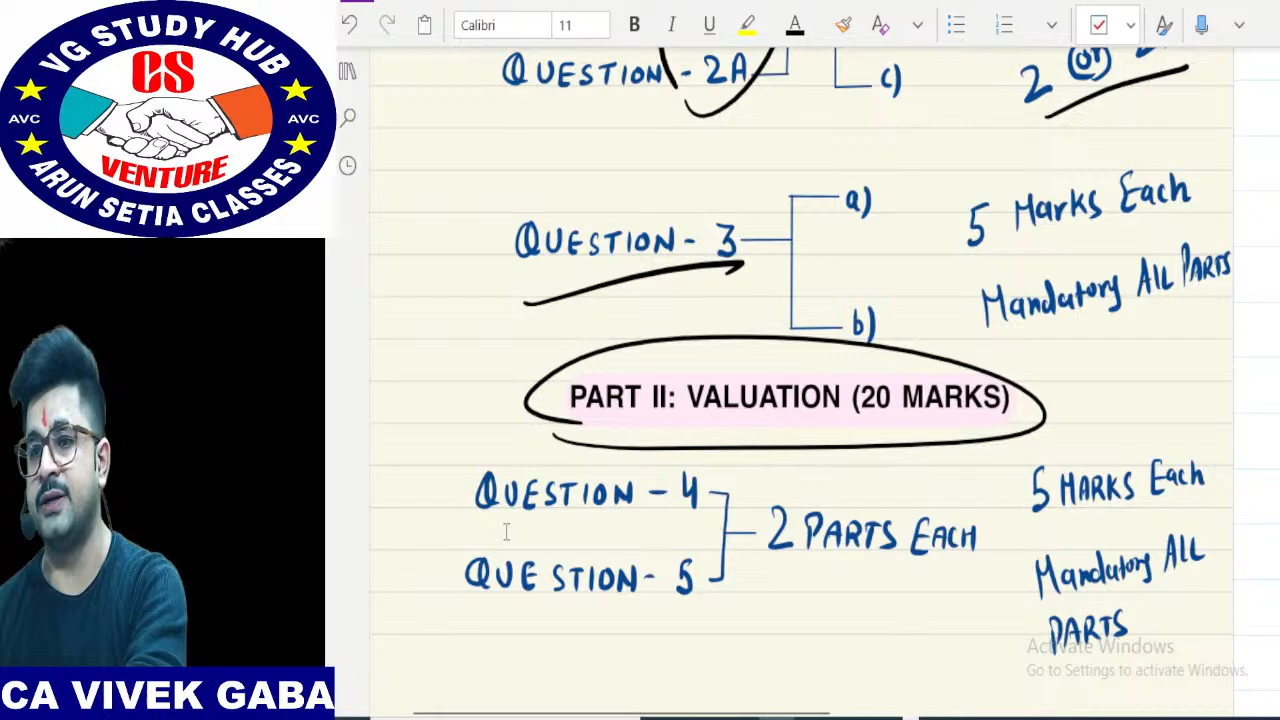 VG STUDY HUB
CS
AVC
AVC
VENTURE
ARUN SETIA CLASSES
Calibri
11
B
I
U
A
A
QUESTION - 2A
c)
2 (or)
QUESTION - 3
a)
b)
5 Marks Each
Mandatory All PARTS
PART II: VALUATION (20 MARKS)
QUESTION - 4
QUESTION - 5
2 PARTS EACH
5 MARKS Each
Mandatory All
PARTS
Activate Windows
Go to Settings to activate Windows.
CA VIVEK GABA